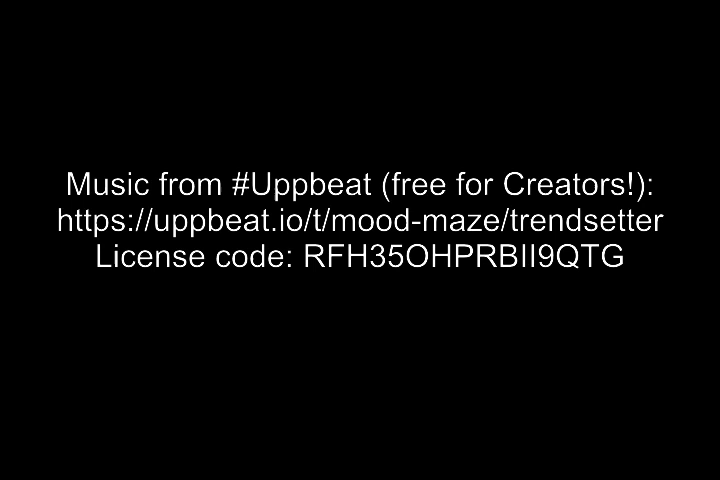 Music from #Uppbeat (free for Creators!):
https://uppbeat.io/t/mood-maze/trendsetter
License code: RFH35OHPRBII9QTG